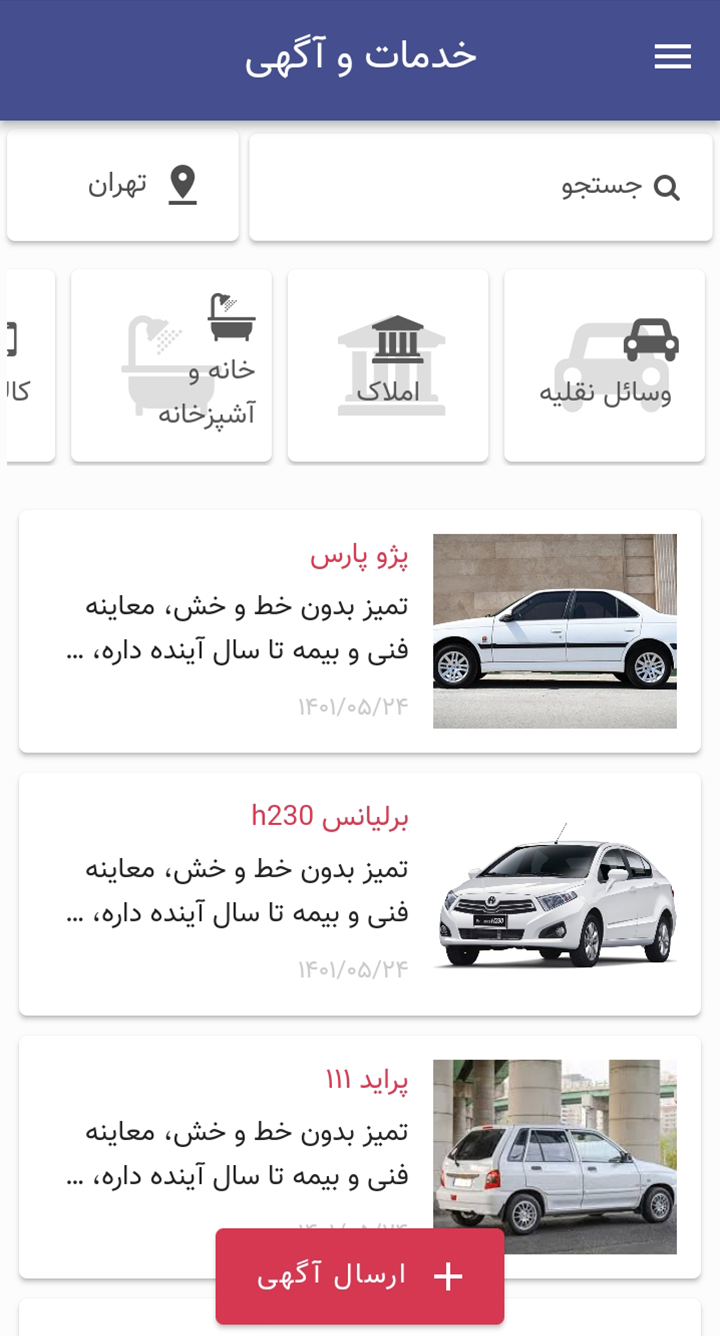 خدمات و آگهی
جستجو
تهران
وسائل نقلیه
املاک
خانه و
آشپزخانه
پژو پارس
تمیز بدون خط و خش، معاینه
فنی و بیمه تا سال آینده داره، ...
۱۴۰۱/۰۵/۲۴
برلیانس h230
تمیز بدون خط و خش، معاینه
فنی و بیمه تا سال آینده داره، ...
۱۴۰۱/۰۵/۲۴
پراید ۱۱۱
تمیز بدون خط و خش، معاینه
فنی و بیمه تا سال آینده داره، ...
ارسال آگهی